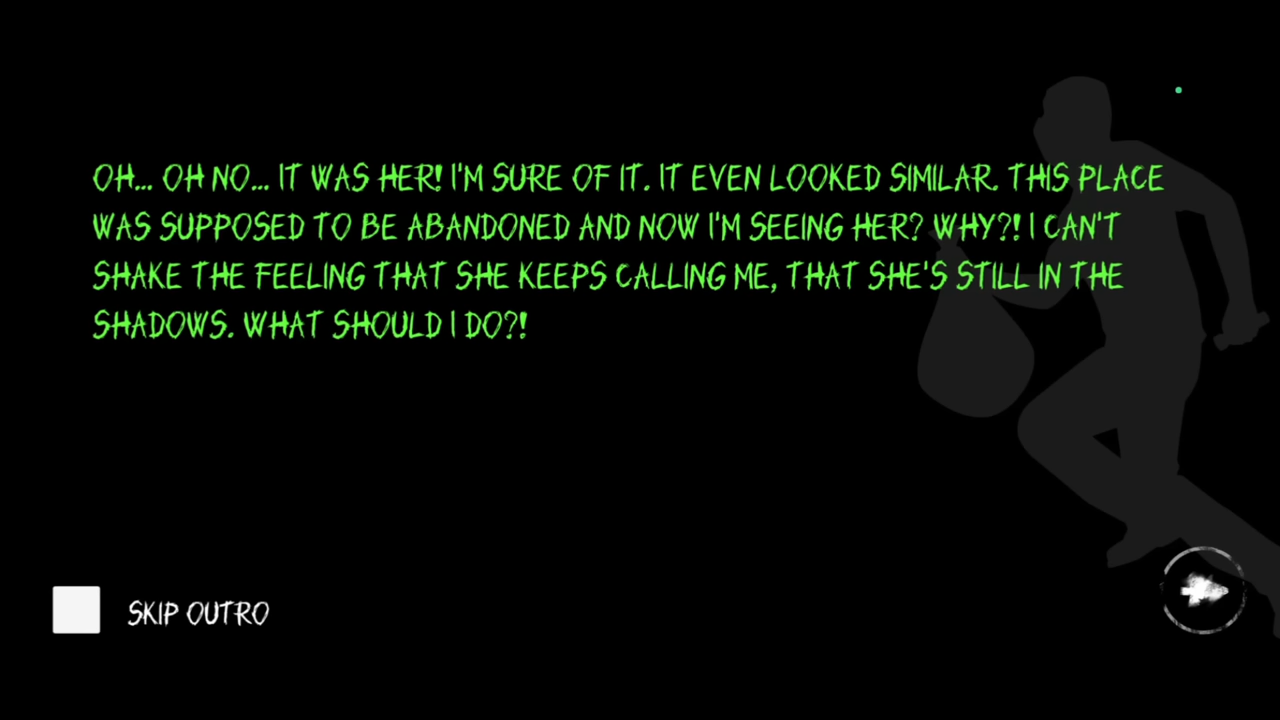 OH... OH NO... IT WAS HER! I'M SURE OF IT. IT EVEN LOOKED SIMILAR. THIS PLACE
WAS SUPPOSED TO BE ABANDONED AND NOW I'M SEEING HER? WHY?! I CAN'T
SHAKE THE FEELING THAT SHE KEEPS CALLING ME, THAT SHE'S STILL IN THE
SHADOWS. WHAT SHOULD I DO?!
SKIP OUTRO